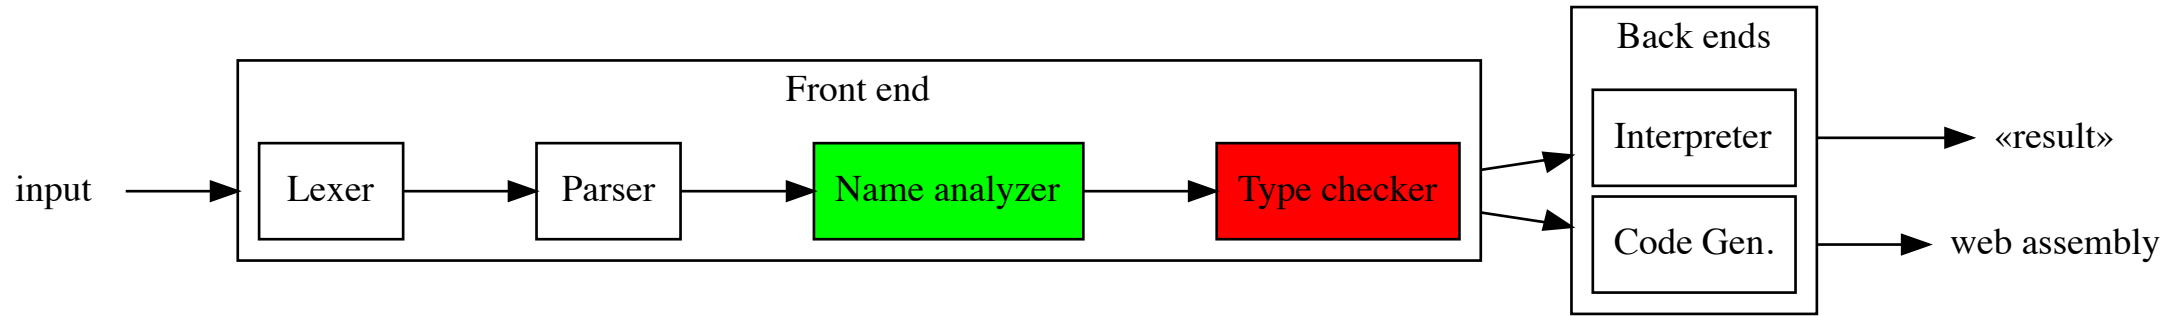 input
Front end
Lexer
Parser
Name analyzer
Type checker
Back ends
Interpreter
Code Gen.
«result»
web assembly